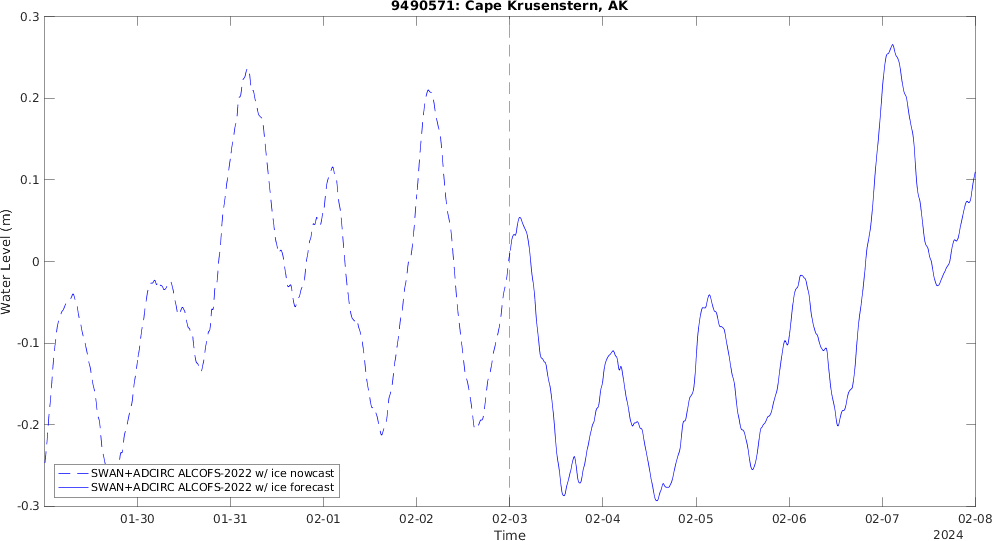 9490571: Cape Krusenstern, AK
0.3
0.2
0.1
0
-0.1
-0.2
-0.3
Water Level (m)
SWAN+ADCIRC ALCOFS-2022 w/ ice nowcast
SWAN+ADCIRC ALCOFS-2022 w/ ice forecast
01-30 01-31 02-01 02-02 02-03 02-04 02-05 02-06 02-07 02-08
Time
2024